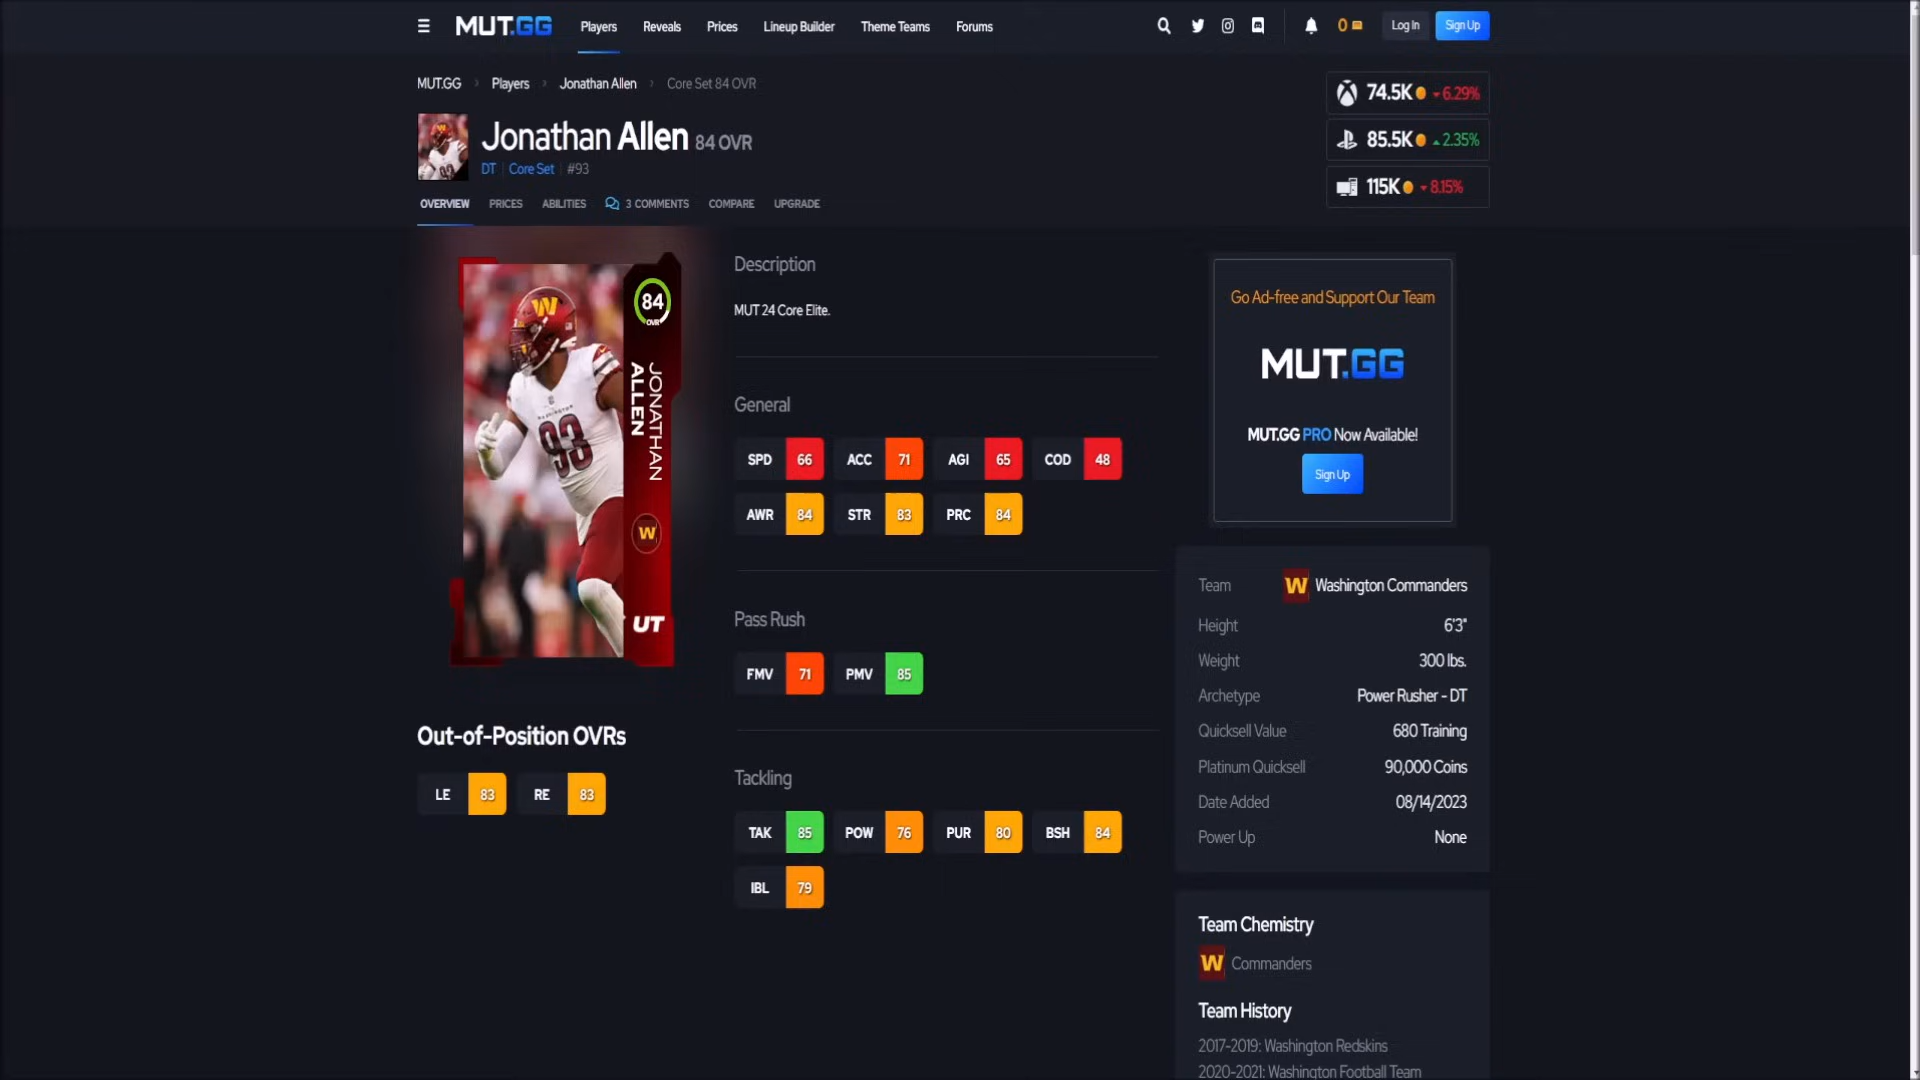 MUT.GG
Players
Reveals
Prices
Lineup Builder
Theme Teams
Forums
0
Log In
Sign Up
MUT.GG > Players > Jonathan Allen > Core Set 84 OVR
Jonathan Allen 84 OVR
DT | Core Set | #93
OVERVIEW
PRICES
ABILITIES
3 COMMENTS
COMPARE
UPGRADE
74.5K 6.29%
85.5K 2.35%
115K 8.15%
84
OVR
JONATHAN
ALLEN
W
93
W
UT
Out-of-Position OVRs
LE 83 RE 83
Description
MUT 24 Core Elite.
General
SPD 66 ACC 71 AGI 65 COD 48
AWR 84 STR 83 PRC 84
Pass Rush
FMV 71 PMV 85
Tackling
TAK 85 POW 76 PUR 80 BSH 84
IBL 79
Go Ad-free and Support Our Team
MUT.GG
MUT.GG PRO Now Available!
Sign Up
Team W Washington Commanders
Height 6'3"
Weight 300 lbs.
Archetype Power Rusher - DT
Quicksell Value 680 Training
Platinum Quicksell 90,000 Coins
Date Added 08/14/2023
Power Up None
Team Chemistry
W Commanders
Team History
2017-2019: Washington Redskins
2020-2021: Washington Football Team